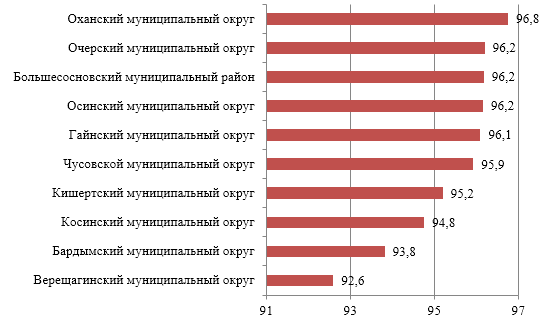 Оханский муниципальный округ 96,8
Очерский муниципальный округ 96,2
Большесосновский муниципальный район 96,2
Осинский муниципальный округ 96,2
Гайнский муниципальный округ 96,1
Чусовской муниципальный округ 95,9
Кишертский муниципальный округ 95,2
Косинский муниципальный округ 94,8
Бардымский муниципальный округ 93,8
Верещагинский муниципальный округ 92,6
91 93 95 97